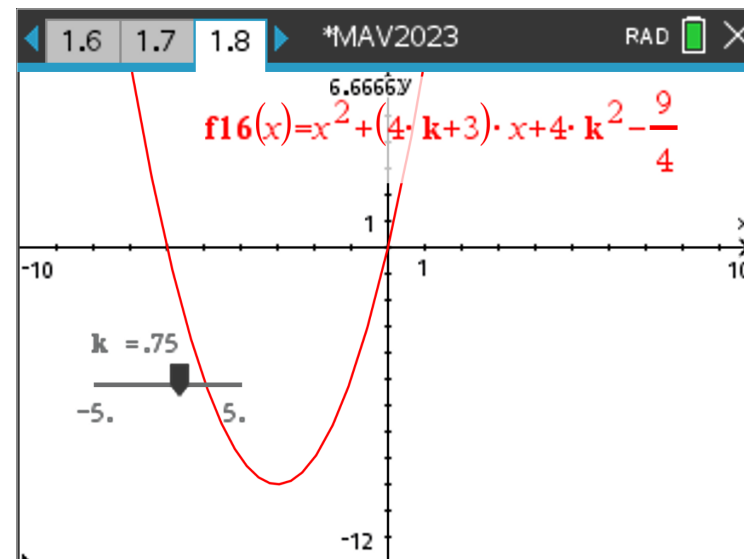 1.6 1.7 1.8 *MAV2023 RAD
6.6666 y
f16(x)=x²+(4·k+3)·x+4·k²−9/4
1
x
-10 1 10
k =.75
-5. 5.
-12